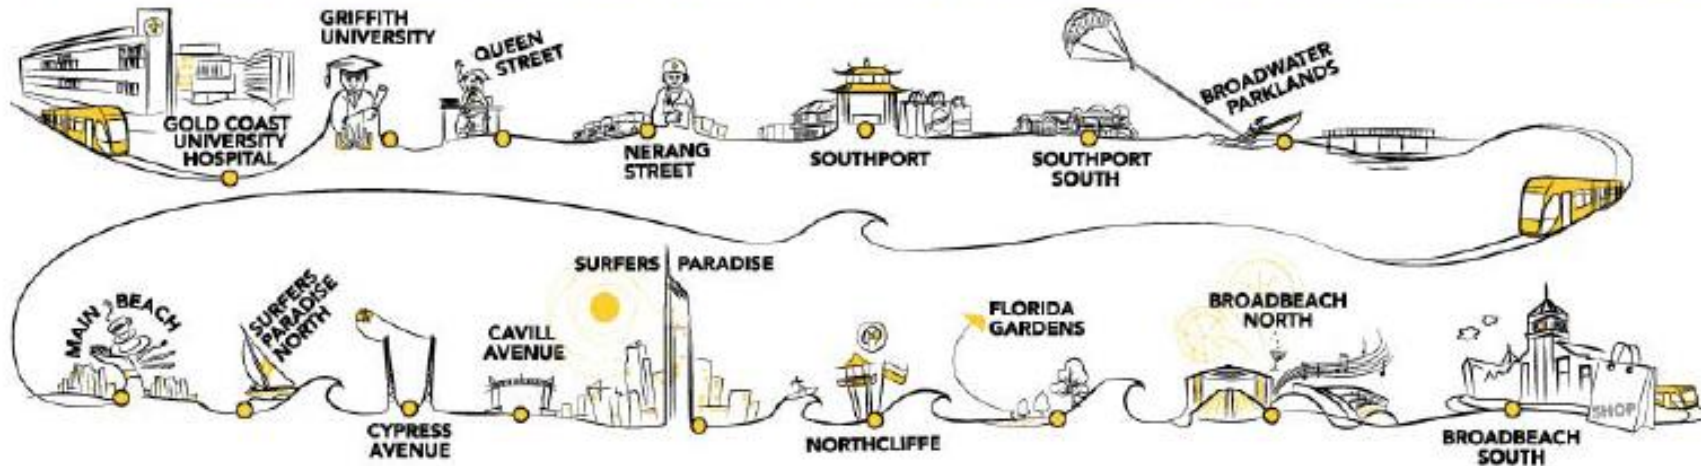 GRIFFITH
UNIVERSITY
QUEEN
STREET
BROADWATER
PARKLANDS
GOLD COAST
UNIVERSITY
HOSPITAL
NERANG
STREET
SOUTHPORT
SOUTHPORT
SOUTH
MAIN BEACH
SURFERS
PARADISE
NORTH
CYPRESS
AVENUE
CAVILL
AVENUE
SURFERS PARADISE
NORTHCLIFFE
FLORIDA
GARDENS
BROADBEACH
NORTH
SHOP
BROADBEACH
SOUTH